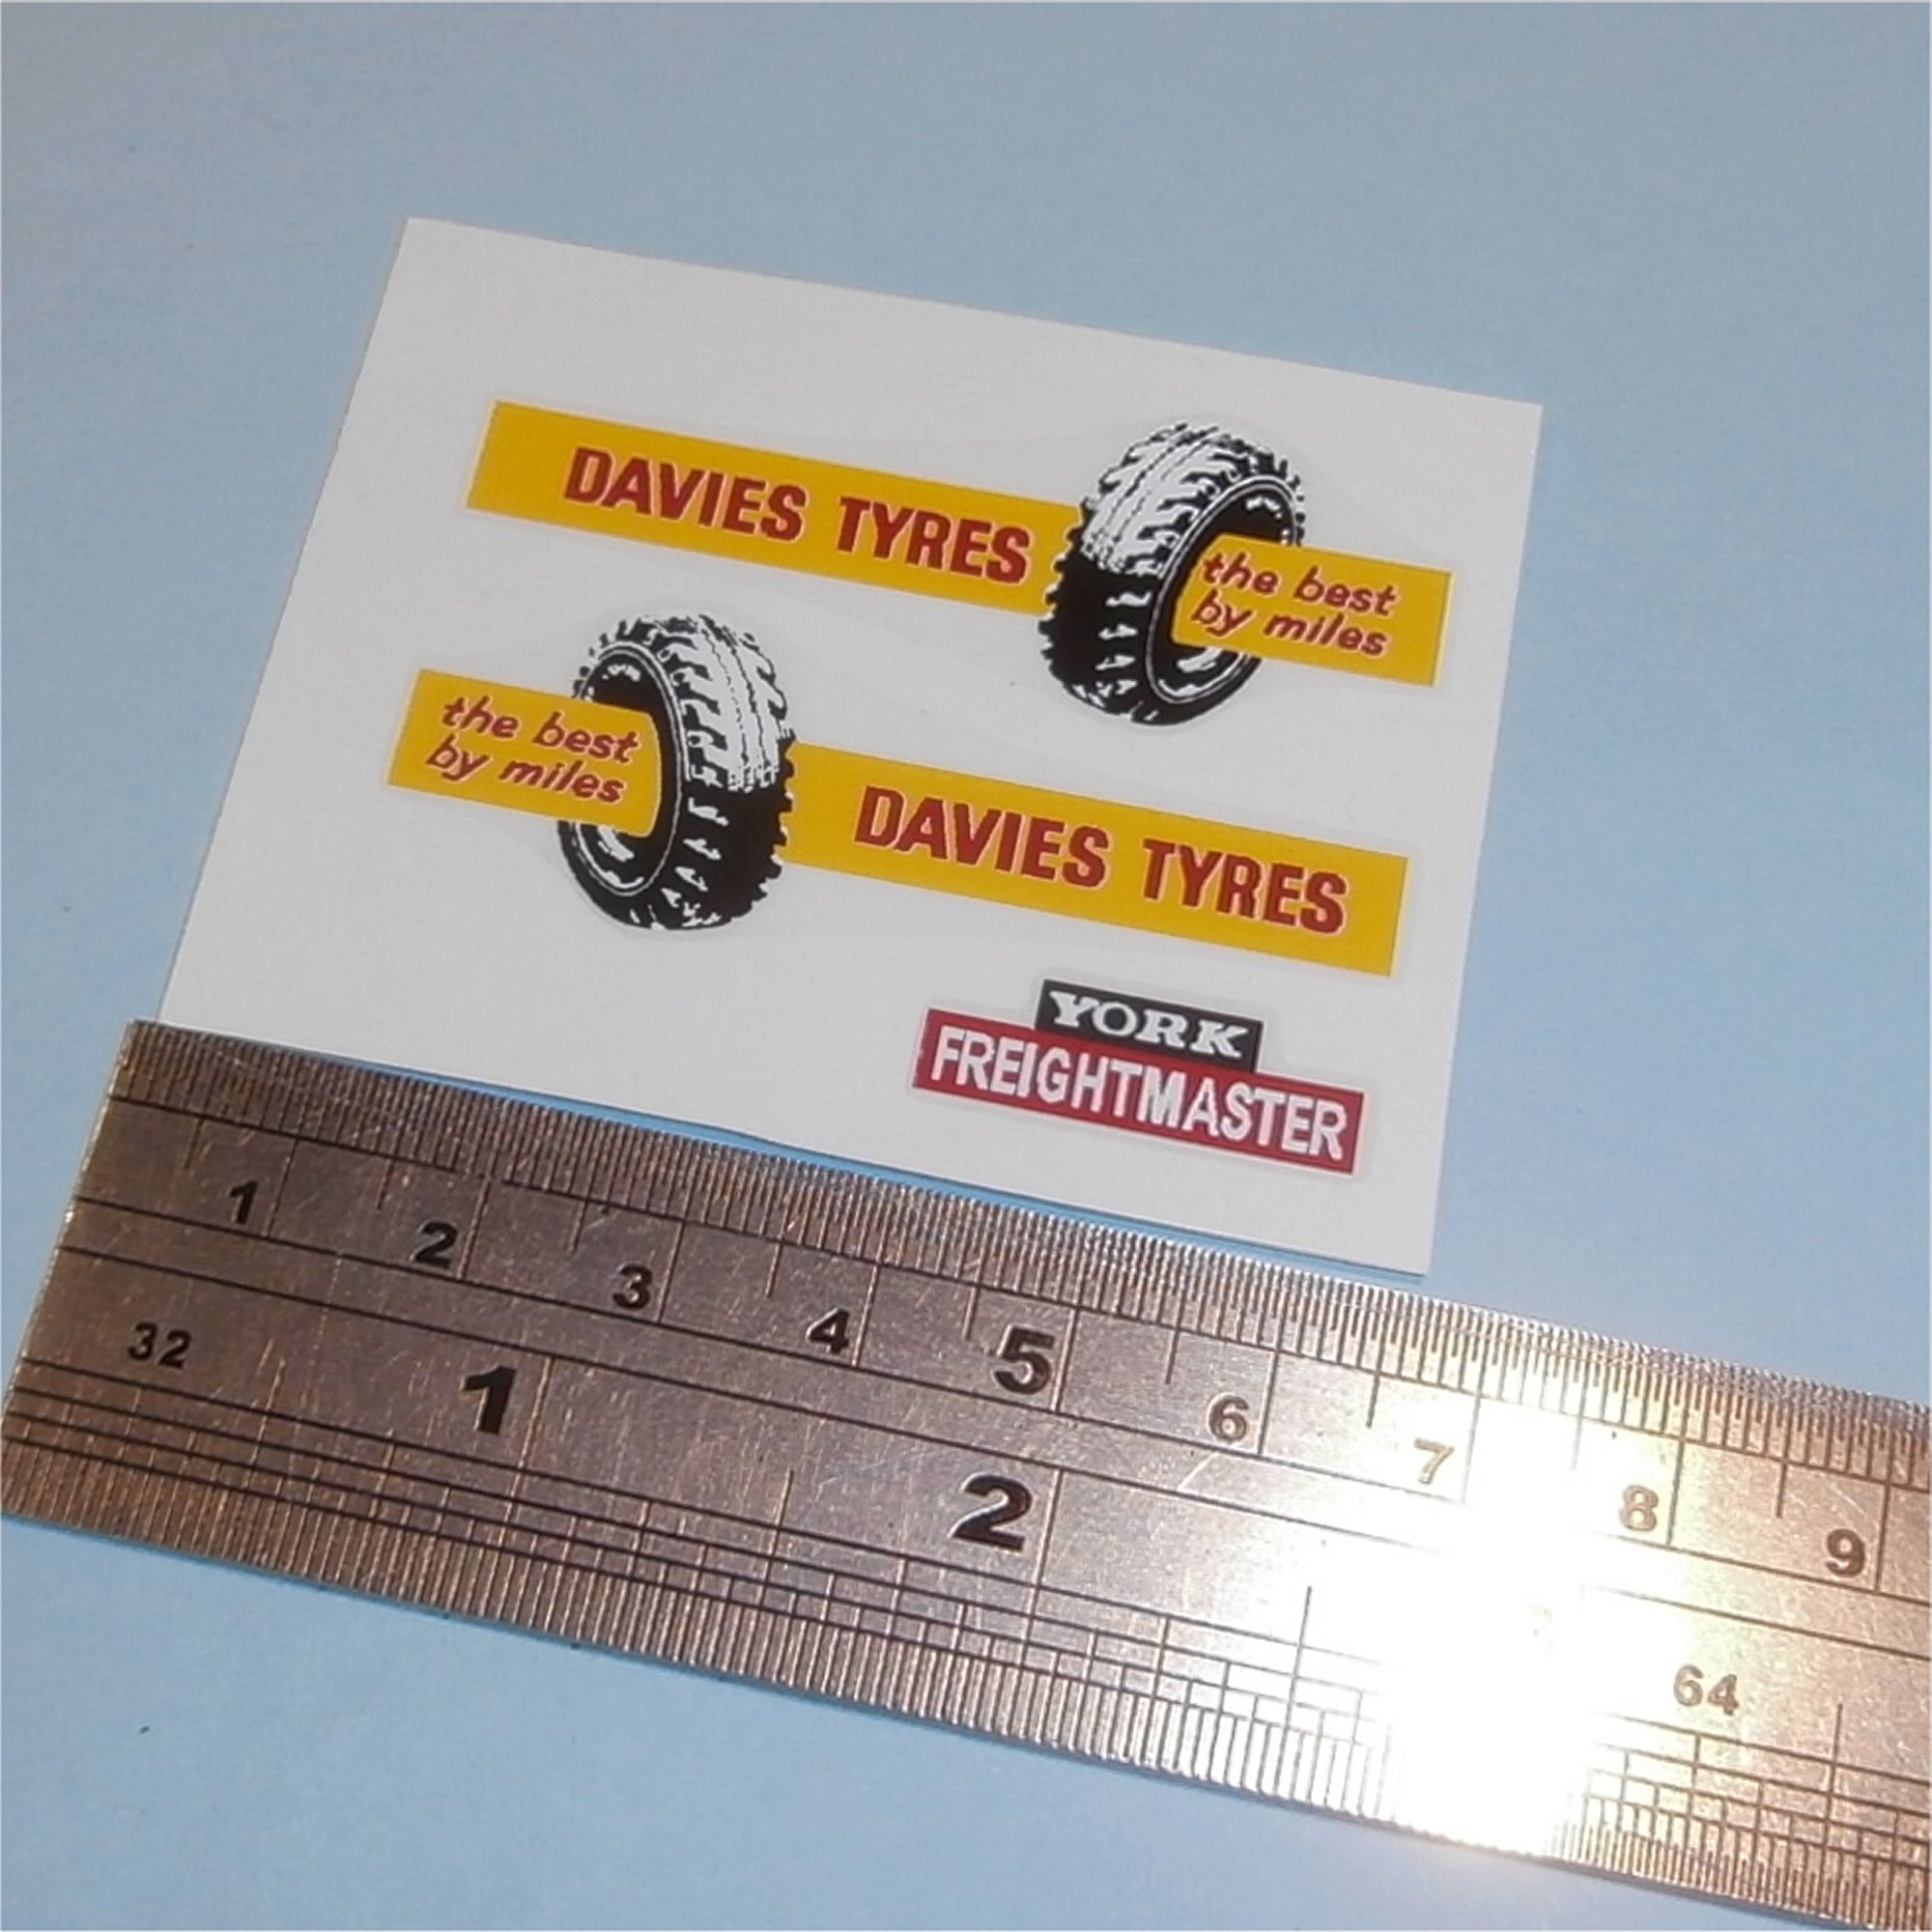 DAVIES TYRES
the best
by miles
the best
by miles
DAVIES TYRES
YORK
FREIGHTMASTER
1 2 3 4 5 6 7 8 9
32
1 2
64